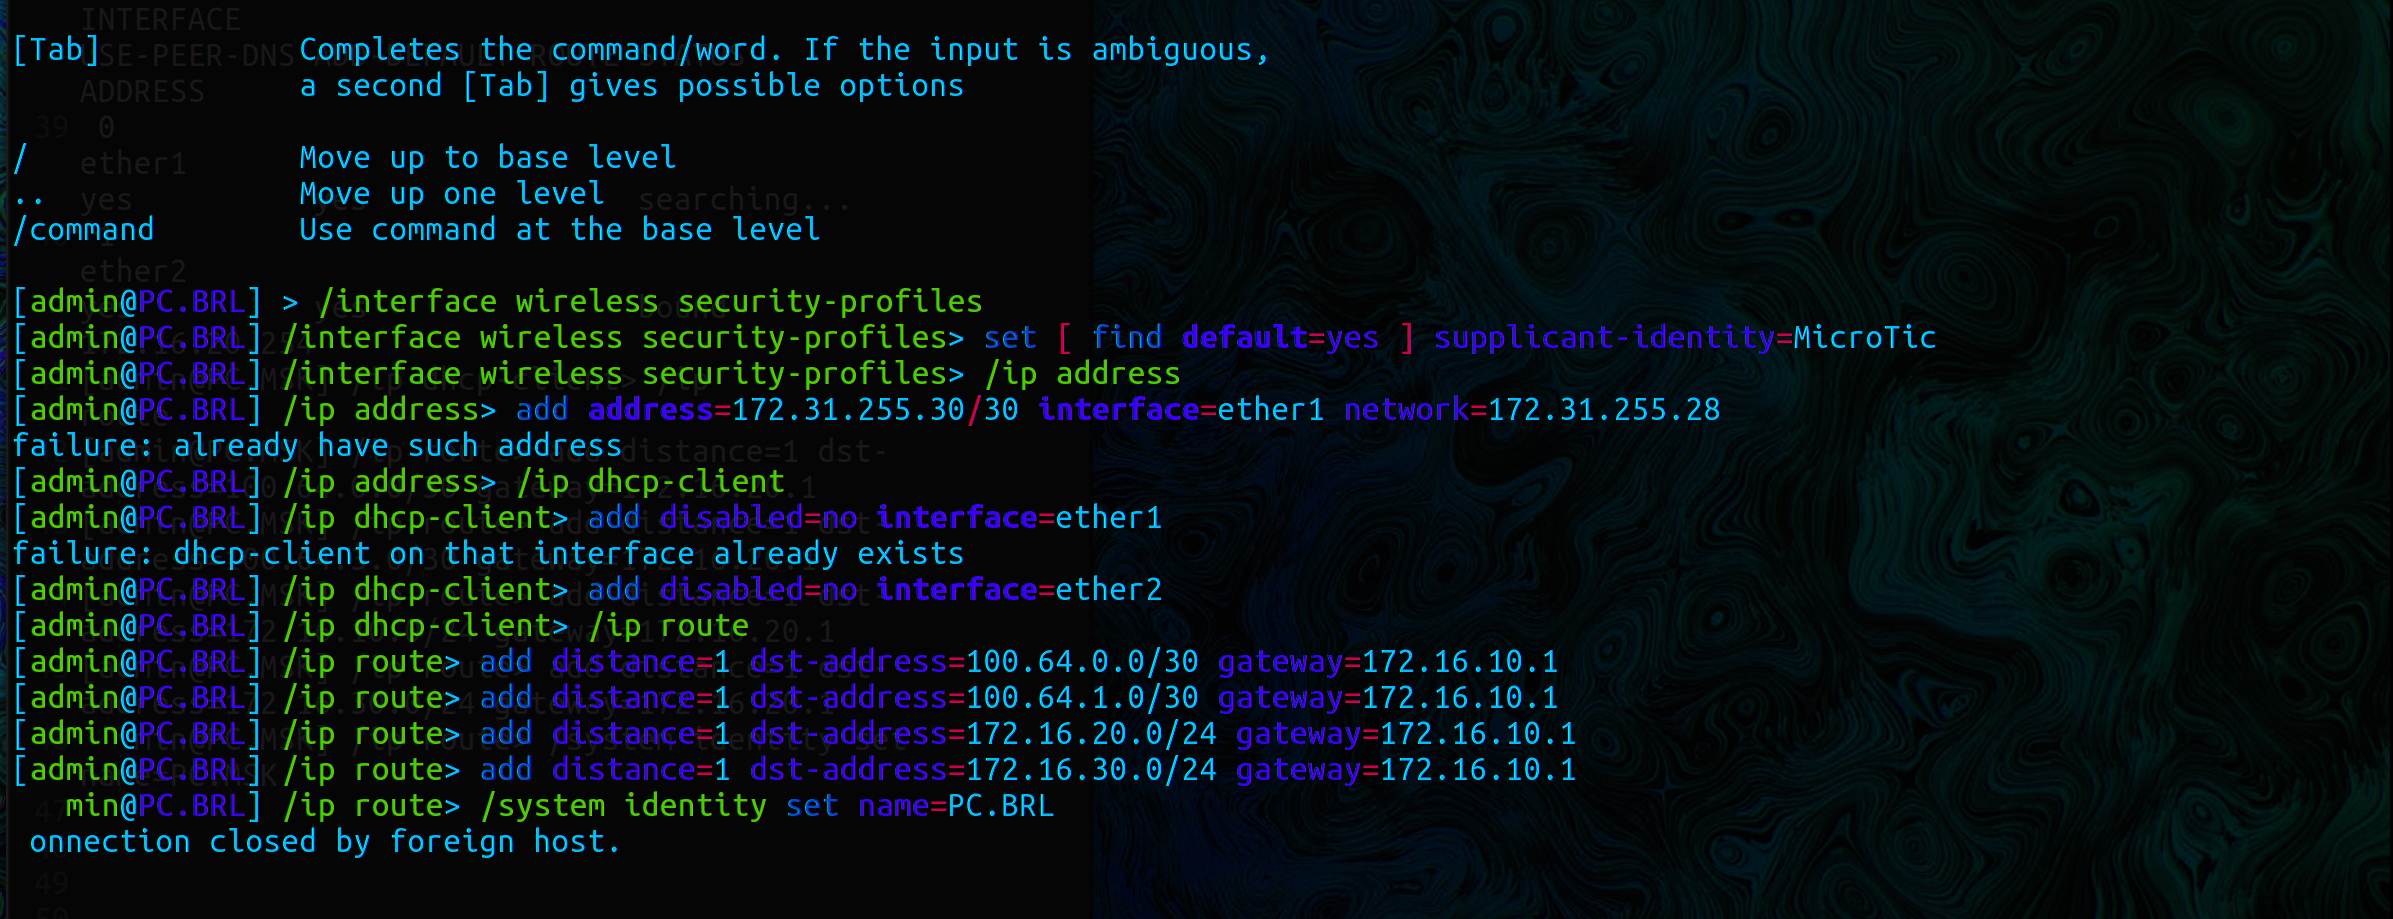 INTERFACE
[Tab]           Completes the command/word. If the input is ambiguous,
ADDRESS         a second [Tab] gives possible options
39 0
/               Move up to base level
ether1
..              Move up one level
yes searching...
/command        Use command at the base level
ether2
[admin@PC.BRL] > /interface wireless security-profiles
[admin@PC.BRL] /interface wireless security-profiles> set [ find default=yes ] supplicant-identity=MicroTic
[admin@PC.BRL] /interface wireless security-profiles> /ip address
[admin@PC.BRL] /ip address> add address=172.31.255.30/30 interface=ether1 network=172.31.255.28
failure: already have such address
[admin@PC.BRL] /ip address> /ip dhcp-client
[admin@PC.BRL] /ip dhcp-client> add disabled=no interface=ether1
failure: dhcp-client on that interface already exists
[admin@PC.BRL] /ip dhcp-client> add disabled=no interface=ether2
[admin@PC.BRL] /ip dhcp-client> /ip route
[admin@PC.BRL] /ip route> add distance=1 dst-address=100.64.0.0/30 gateway=172.16.10.1
[admin@PC.BRL] /ip route> add distance=1 dst-address=100.64.1.0/30 gateway=172.16.10.1
[admin@PC.BRL] /ip route> add distance=1 dst-address=172.16.20.0/24 gateway=172.16.10.1
[admin@PC.BRL] /ip route> add distance=1 dst-address=172.16.30.0/24 gateway=172.16.10.1
min@PC.BRL] /ip route> /system identity set name=PC.BRL
onnection closed by foreign host.
49